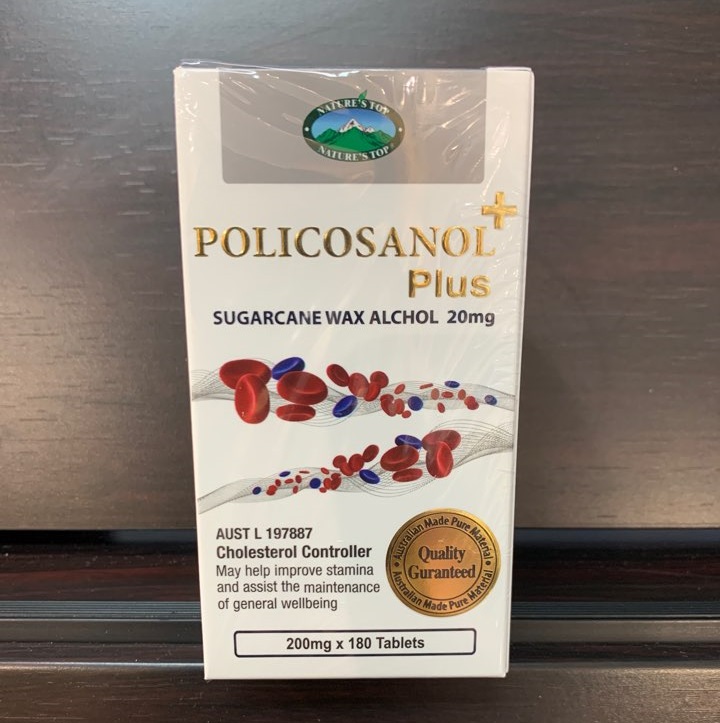 NATURE'S TOP
NATURE'S TOP
POLICOSANOL+
Plus
SUGARCANE WAX ALCHOL 20mg
AUST L 197887
Cholesterol Controller
May help improve stamina
and assist the maintenance
of general wellbeing
Australian Made Pure Material
Quality
Guranteed
Australian Made Pure Material
200mg x 180 Tablets